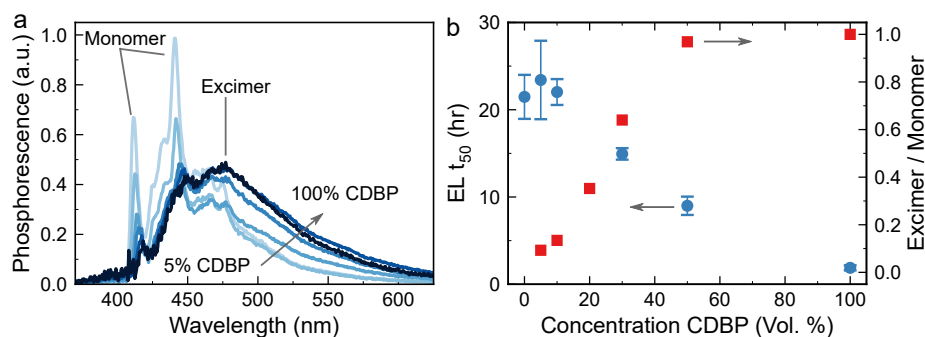 a
Phosphorescence (a.u.)
1.0
0.8
0.6
0.4
0.2
0.0
Monomer
Excimer
100% CDBP
5% CDBP
400 450 500 550 600
Wavelength (nm)
b
EL t50 (hr)
30
20
10
0
1.0
0.8
0.6
0.4
0.2
0.0
Excimer / Monomer
0 20 40 60 80 100
Concentration CDBP (Vol. %)